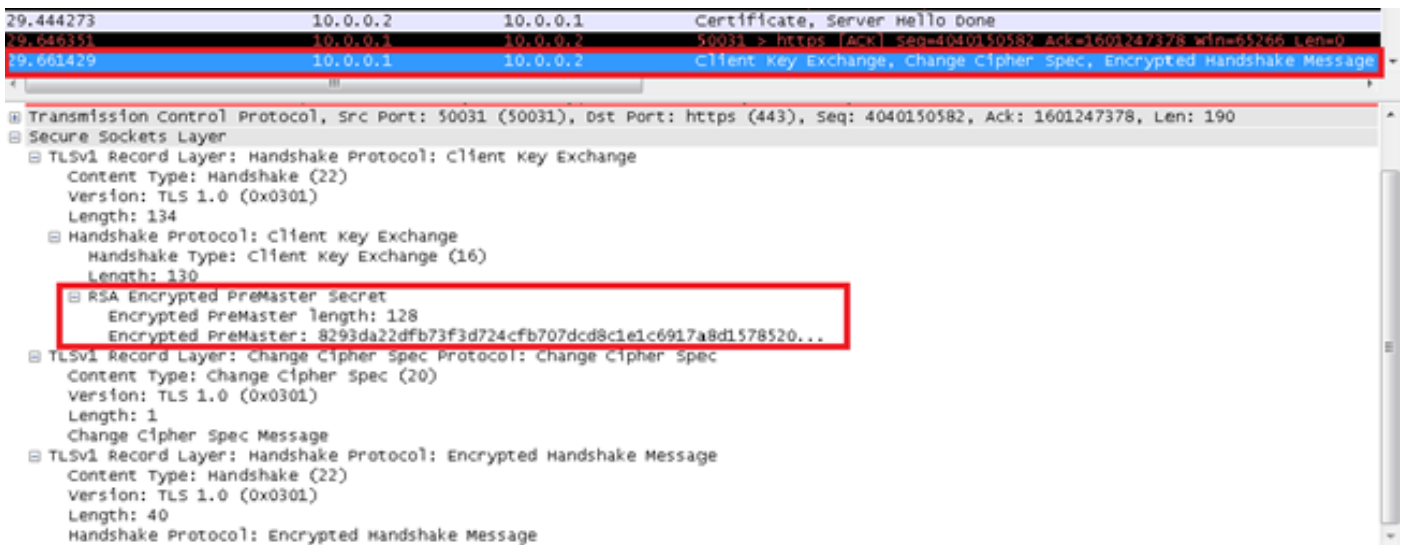 29.444273 10.0.0.2 10.0.0.1 Certificate, Server Hello Done
29.646351 10.0.0.1 10.0.0.2 50031 > https [ACK] Seq=4040150582 Ack=1601247378 Win=65266 Len=0
29.661429 10.0.0.1 10.0.0.2 Client Key Exchange, Change Cipher Spec, Encrypted Handshake Message
Transmission Control Protocol, Src Port: 50031 (50031), Dst Port: https (443), Seq: 4040150582, Ack: 1601247378, Len: 190
Secure Sockets Layer
TLSv1 Record Layer: Handshake Protocol: Client Key Exchange
Content Type: Handshake (22)
Version: TLS 1.0 (0x0301)
Length: 134
Handshake Protocol: Client Key Exchange
Handshake Type: Client Key Exchange (16)
Length: 130
RSA Encrypted PreMaster Secret
Encrypted PreMaster length: 128
Encrypted PreMaster: 8293da22dfb73f3d724cfb707dcd8c1e1c6917a8d1578520...
TLSv1 Record Layer: Change Cipher Spec Protocol: Change Cipher Spec
Content Type: Change Cipher Spec (20)
Version: TLS 1.0 (0x0301)
Length: 1
Change Cipher Spec Message
TLSv1 Record Layer: Handshake Protocol: Encrypted Handshake Message
Content Type: Handshake (22)
Version: TLS 1.0 (0x0301)
Length: 40
Handshake Protocol: Encrypted Handshake Message